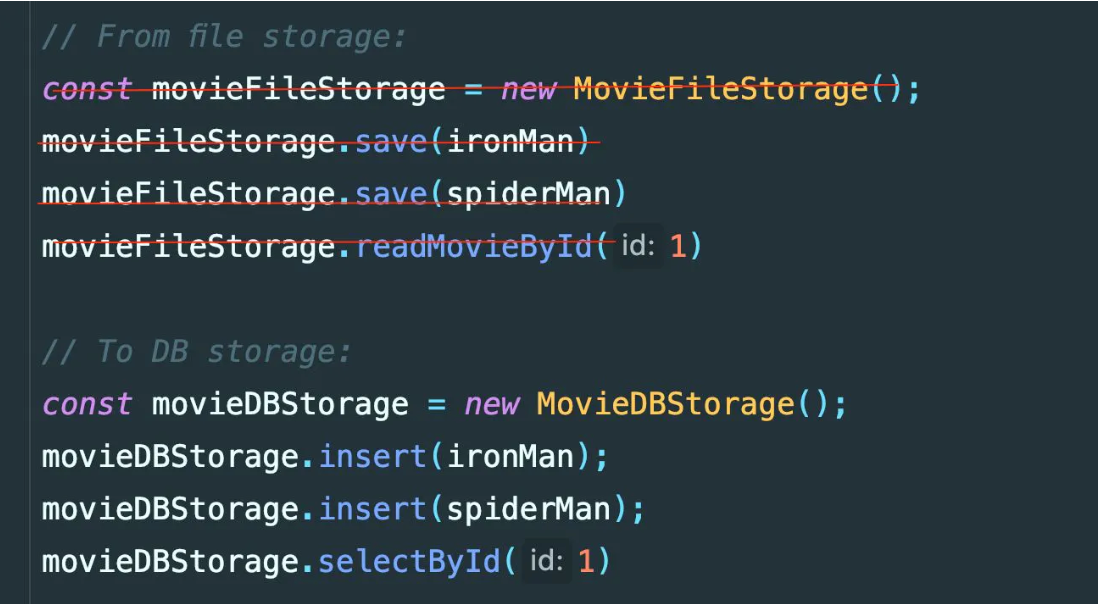 // From file storage:
const movieFileStorage = new MovieFileStorage();
movieFileStorage.save(ironMan)
movieFileStorage.save(spiderMan)
movieFileStorage.readMovieById( id: 1)
// To DB storage:
const movieDBStorage = new MovieDBStorage();
movieDBStorage.insert(ironMan);
movieDBStorage.insert(spiderMan);
movieDBStorage.selectById( id: 1)